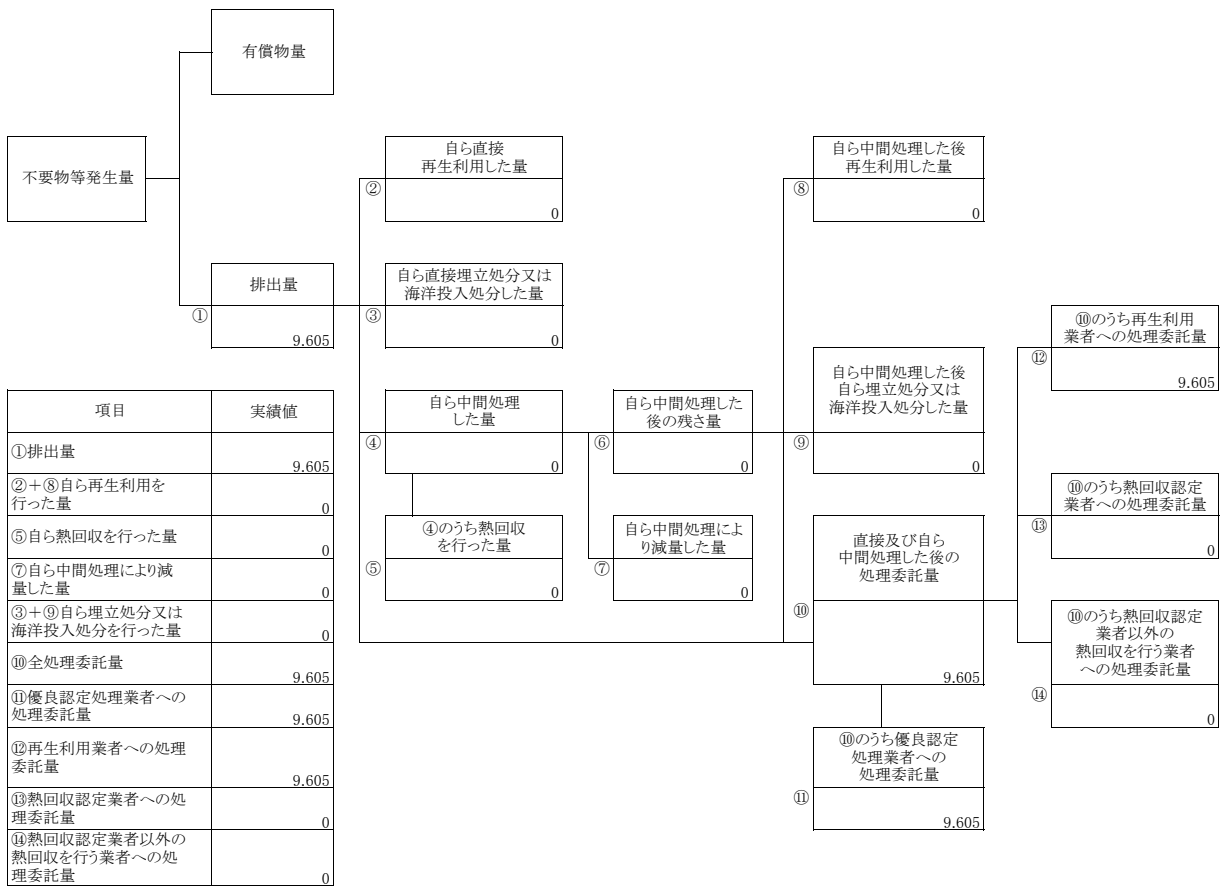 有償物量
不要物等発生量
自ら直接
再生利用した量
②
0
自ら中間処理した後
再生利用した量
⑧
0
排出量
①
9.605
自ら直接埋立処分又は
海洋投入処分した量
③
0
⑩のうち再生利用
業者への処理委託量
⑫
9.605
自ら中間処理
した量
④
0
自ら中間処理した
後の残さ量
⑥
0
自ら中間処理した後
自ら埋立処分又は
海洋投入処分した量
⑨
0
⑩のうち熱回収認定
業者への処理委託量
⑬
0
④のうち熱回収
を行った量
⑤
0
自ら中間処理によ
り減量した量
⑦
0
直接及び自ら
中間処理した後の
処理委託量
⑩
9.605
⑩のうち熱回収認定
業者以外の
熱回収を行う業者
への処理委託量
⑭
0
⑩のうち優良認定
処理業者への
処理委託量
⑪
9.605
項目 実績値
①排出量
9.605
②+⑧自ら再生利用を
行った量
0
⑤自ら熱回収を行った量
0
⑦自ら中間処理により減
量した量
0
③+⑨自ら埋立処分又は
海洋投入処分を行った量
0
⑩全処理委託量
9.605
⑪優良認定処理業者への
処理委託量
9.605
⑫再生利用業者への処理
委託量
9.605
⑬熱回収認定業者への処
理委託量
0
⑭熱回収認定業者以外の
熱回収を行う業者への処
理委託量
0